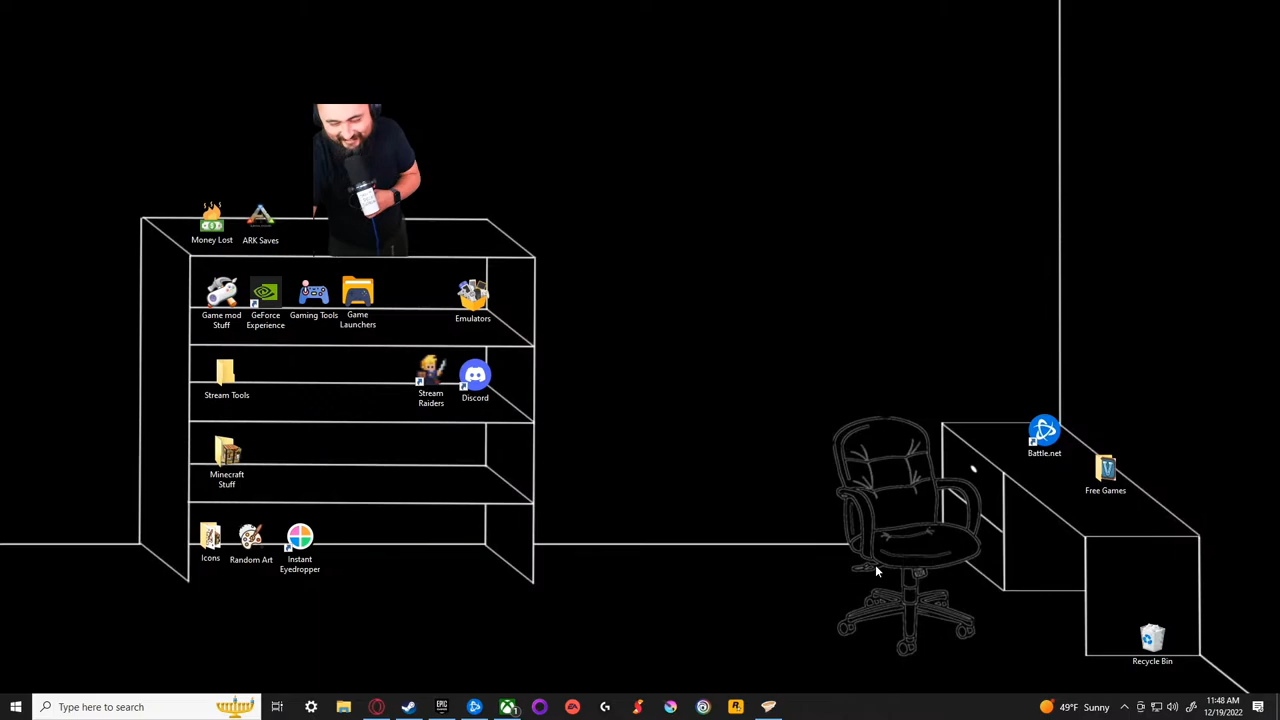 Money Lost
ARK Saves
Game mod
Stuff
GeForce
Experience
Gaming Tools
Game
Launchers
Emulators
Stream Tools
Stream
Raiders
Discord
Minecraft
Stuff
Icons
Random Art
Instant
Eyedropper
Battle.net
Free Games
Recycle Bin
Type here to search
EPIC
EA
R
49°F Sunny
11:48 AM
12/19/2022